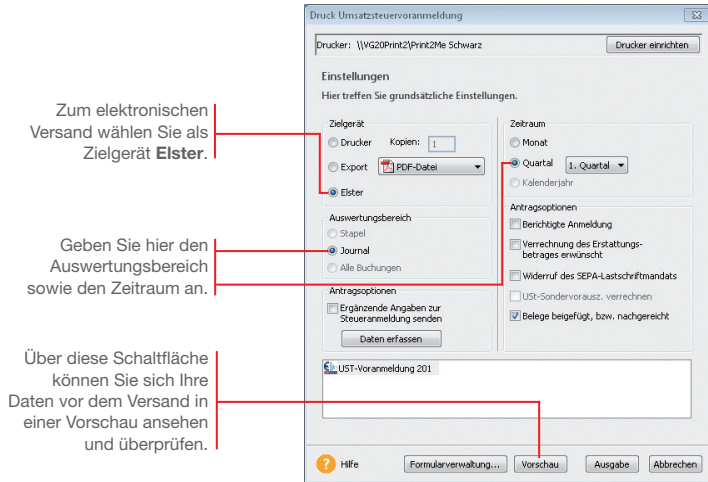 Druck Umsatzsteuervoranmeldung
Drucker: \\VG20Print2\Print2Me Schwarz
Drucker einrichten
Einstellungen
Hier treffen Sie grundsätzliche Einstellungen.
Zum elektronischen
Versand wählen Sie als
Zielgerät Elster.
Zielgerät
Drucker Kopien: 1
Export PDF-Datei
Elster
Zeitraum
Monat
Quartal 1. Quartal
Kalenderjahr
Geben Sie hier den
Auswertungsbereich
sowie den Zeitraum an.
Auswertungsbereich
Stapel
Journal
Alle Buchungen
Antragsoptionen
Berichtigte Anmeldung
Verrechnung des Erstattungs-
betrages erwünscht
Widerruf des SEPA-Lastschriftmandats
USt-Sondervorausz. verrechnen
Belege beigefügt, bzw. nachgereicht
Antragsoptionen
Ergänzende Angaben zur
Steueranmeldung senden
Daten erfassen
Über diese Schaltfläche
können Sie sich Ihre
Daten vor dem Versand in
einer Vorschau ansehen
und überprüfen.
UST-Voranmeldung 201
Hilfe
Formularverwaltung...
Vorschau
Ausgabe
Abbrechen